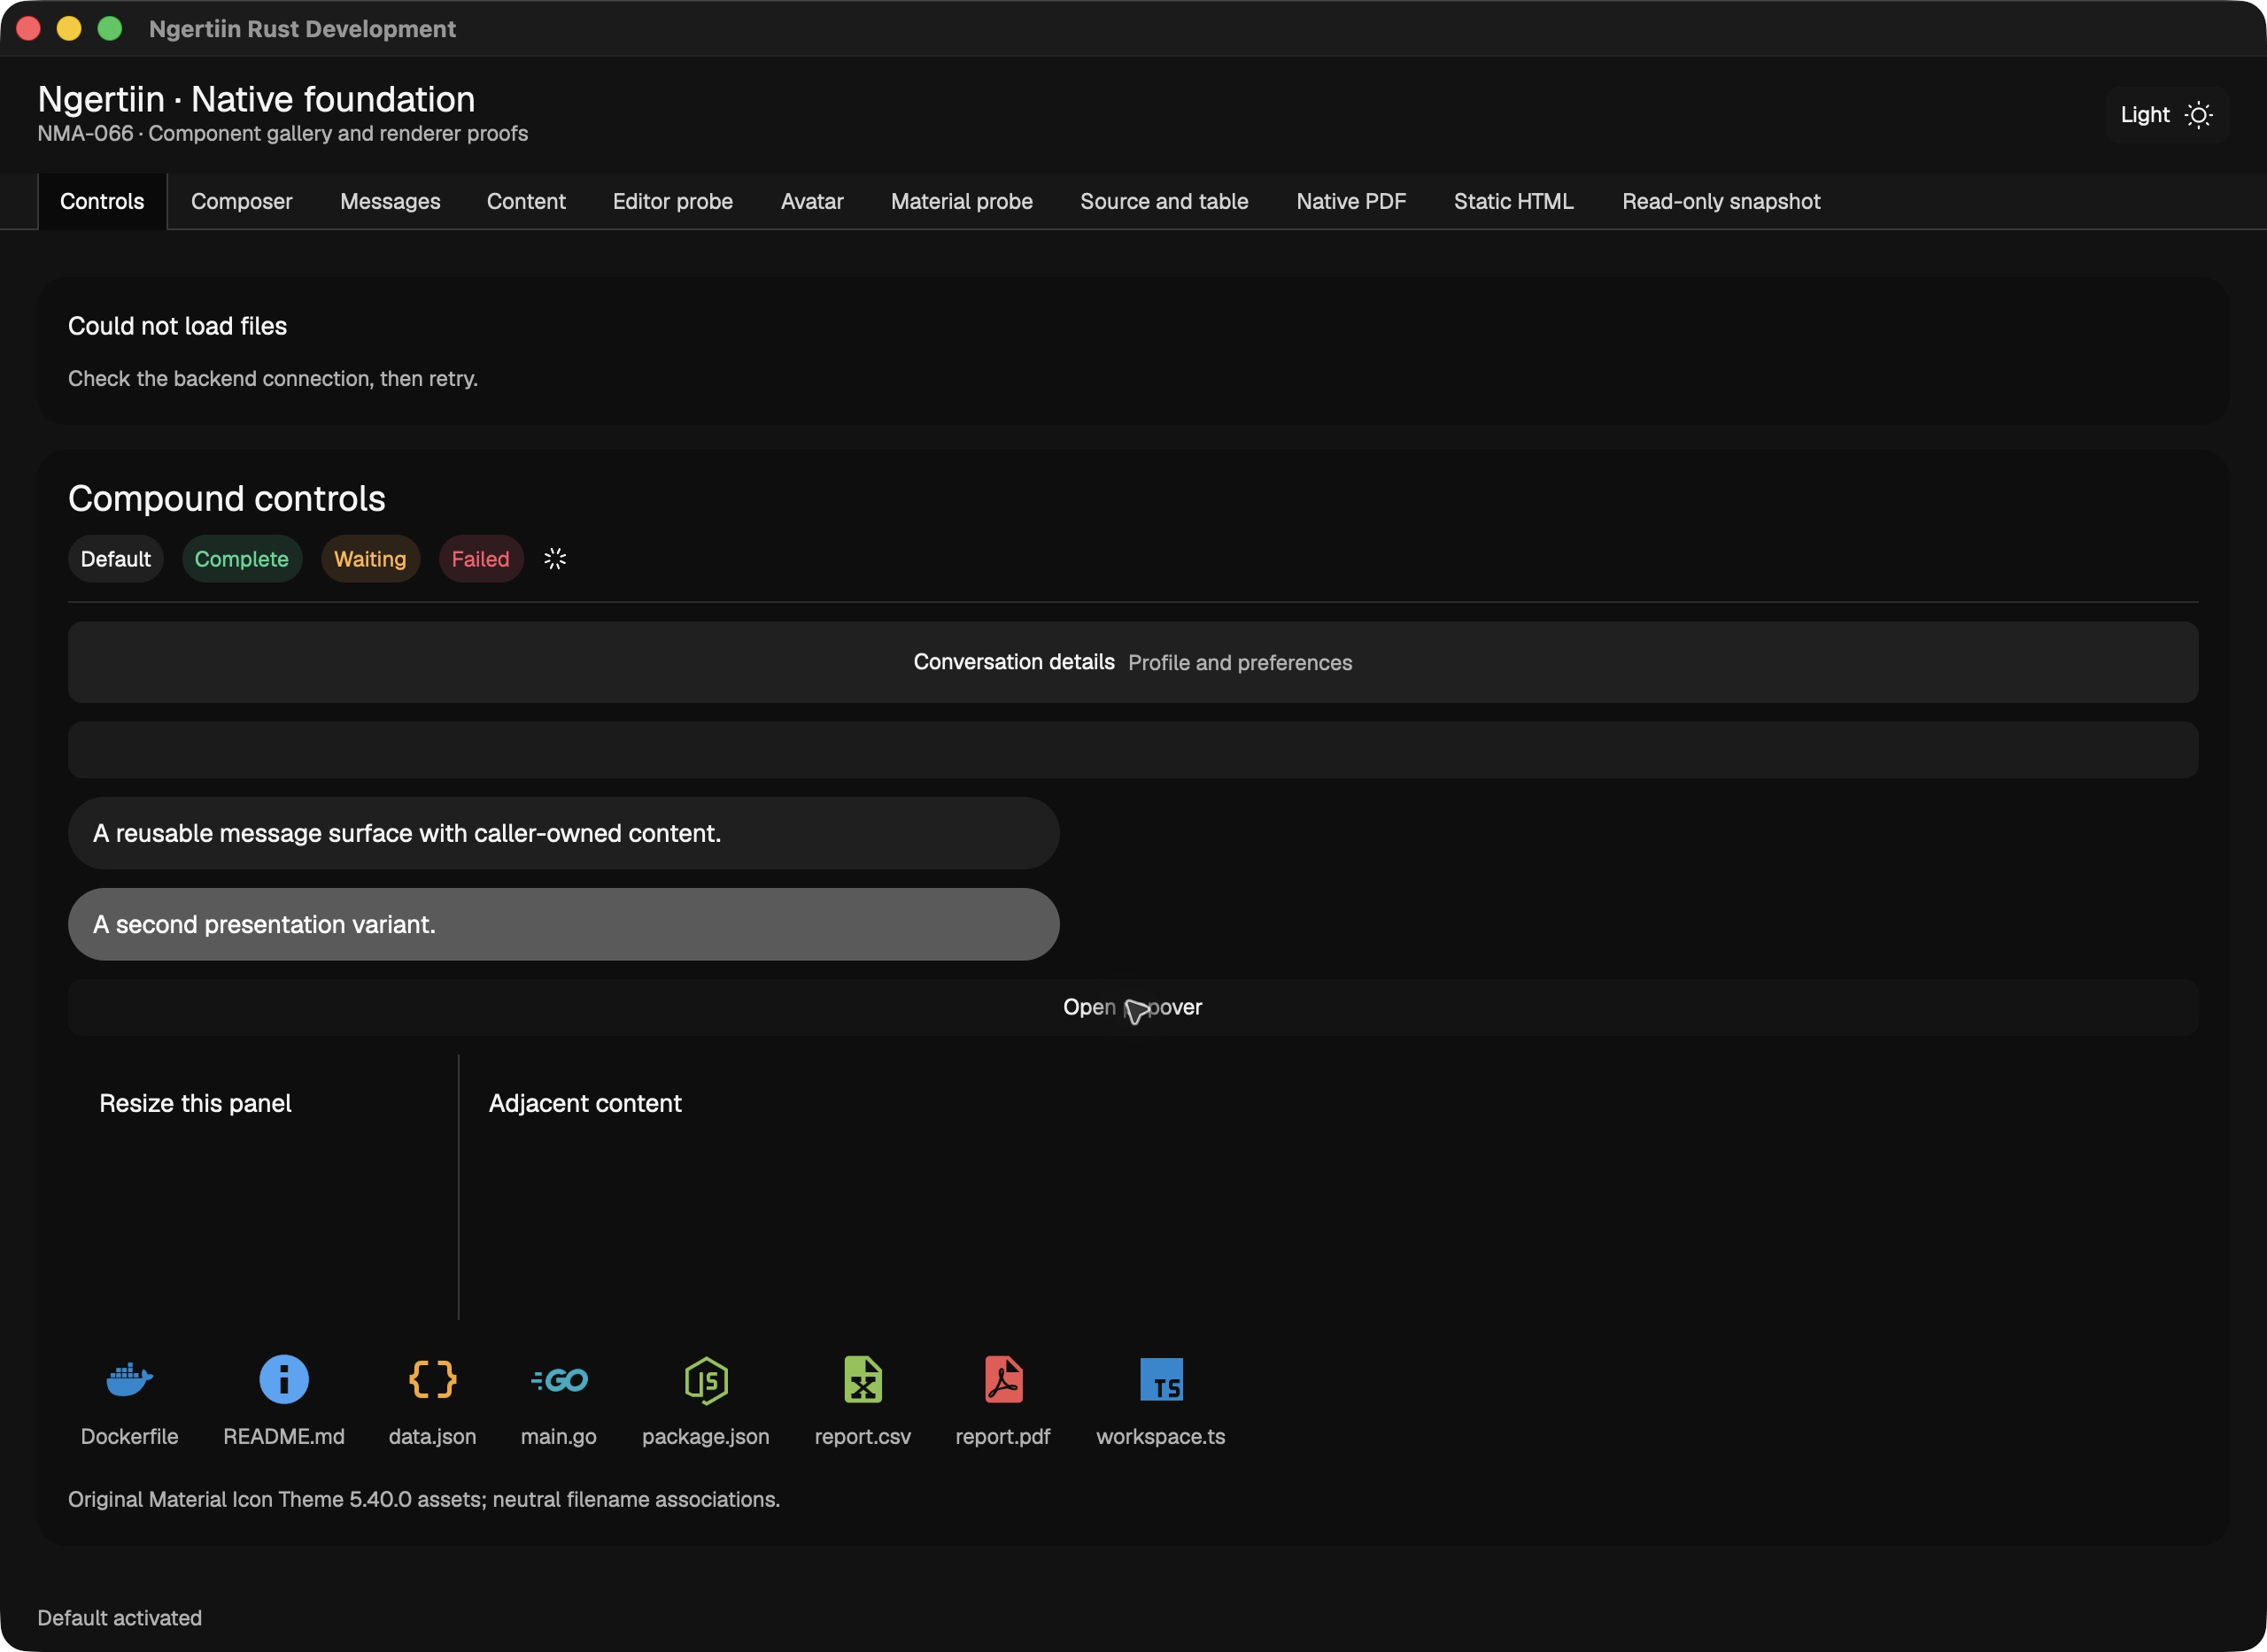 Ngertiin Rust Development
Ngertiin · Native foundation
NMA-066 · Component gallery and renderer proofs
Light
Controls Composer Messages Content Editor probe Avatar Material probe Source and table Native PDF Static HTML Read-only snapshot
Could not load files
Check the backend connection, then retry.
Compound controls
Default Complete Waiting Failed
Conversation details Profile and preferences
A reusable message surface with caller-owned content.
A second presentation variant.
Open popover
Resize this panel Adjacent content
GO JS TS
Dockerfile README.md data.json main.go package.json report.csv report.pdf workspace.ts
Original Material Icon Theme 5.40.0 assets; neutral filename associations.
Default activated